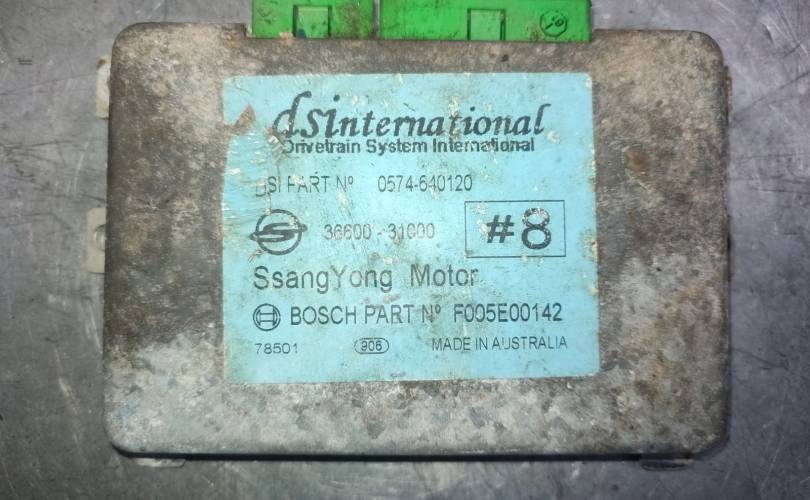 dsinternational
Drivetrain System International
DSI PART Nº 0574-640120
36600-31000 #8
SsangYong Motor
BOSCH PART Nº F005E00142
78501 906 MADE IN AUSTRALIA